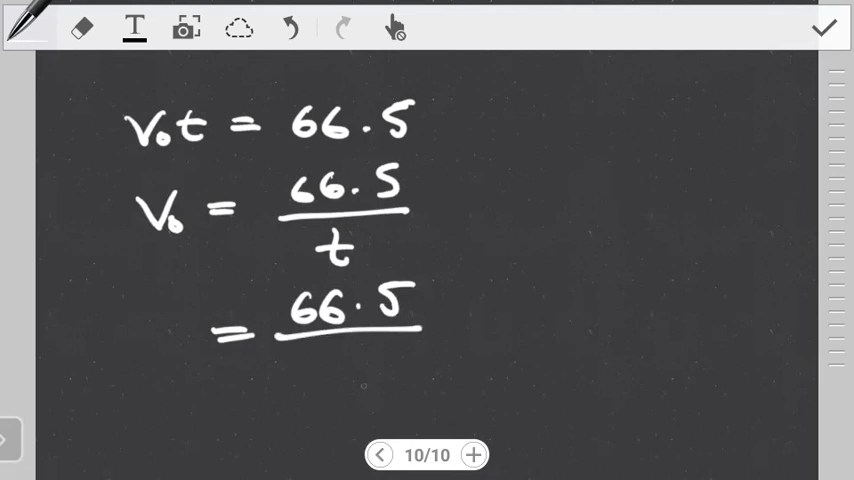 T
v₀t = 66.5
v₀ = 66.5
t
= 66.5
10/10